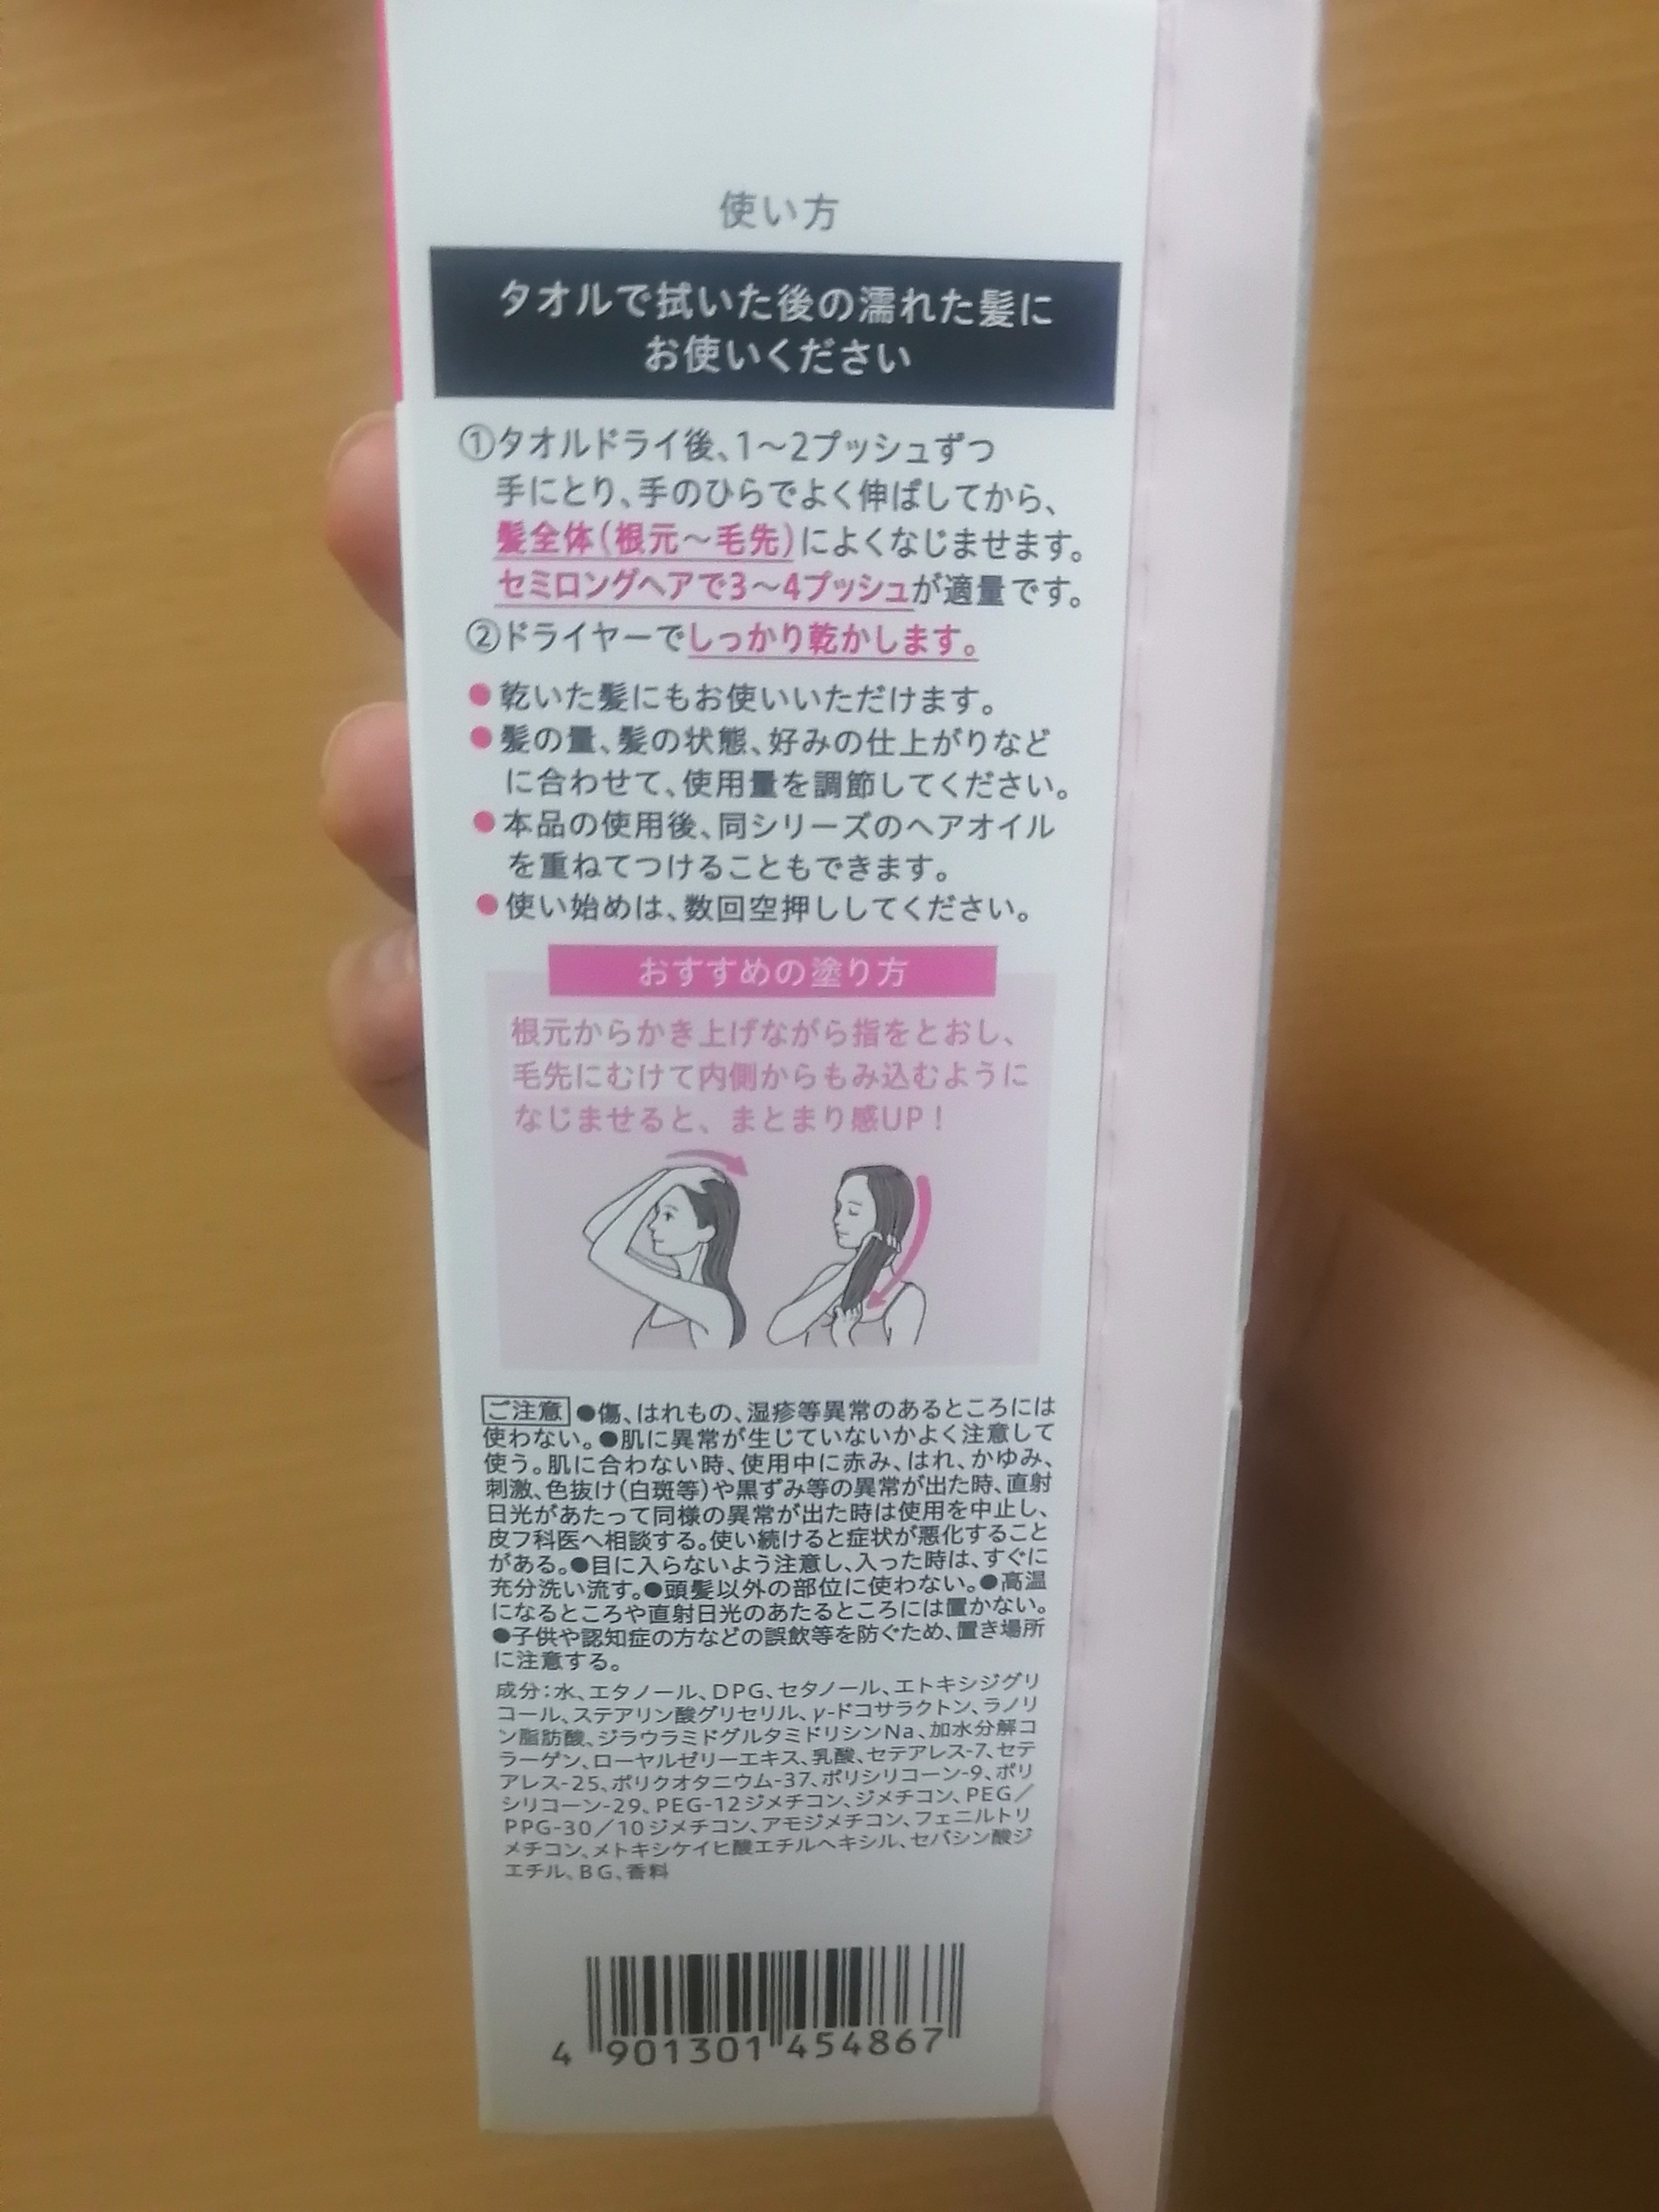 使い方
タオルで拭いた後の濡れた髪に
お使いください
①タオルドライ後、1〜2プッシュずつ
手にとり、手のひらでよく伸ばしてから、
髪全体(根元〜毛先)によくなじませます。
セミロングヘアで3〜4プッシュが適量です。
②ドライヤーでしっかり乾かします。
●乾いた髪にもお使いいただけます。
●髪の量、髪の状態、好みの仕上がりなど
に合わせて、使用量を調節してください。
●本品の使用後、同シリーズのヘアオイル
を重ねてつけることもできます。
●使い始めは、数回空押ししてください。
おすすめの塗り方
根元からかき上げながら指をとおし、
毛先にむけて内側からもみ込むように
なじませると、まとまり感UP!
ご注意 ●傷、はれもの、湿疹等異常のあるところには
使わない。●肌に異常が生じていないかよく注意して
使う。肌に合わない時、使用中に赤み、はれ、かゆみ、
刺激、色抜け(白斑等)や黒ずみ等の異常が出た時、直射
日光があたって同様の異常が出た時は使用を中止し、
皮フ科医へ相談する。使い続けると症状が悪化すること
がある。●目に入らないよう注意し、入った時は、すぐに
充分洗い流す。●頭髪以外の部位に使わない。●高温
になるところや直射日光のあたるところには置かない。
●子供や認知症の方などの誤飲等を防ぐため、置き場所
に注意する。
成分:水、エタノール、DPG、セタノール、エトキシジグリ
コール、ステアリン酸グリセリル、γ-ドコサラクトン、ラノリ
ン脂肪酸、ジラウラミドグルタミドリシンNa、加水分解コ
ラーゲン、ローヤルゼリーエキス、乳酸、セテアレス-7、セテ
アレス-25、ポリクオタニウム-37、ポリシリコーン-9、ポリ
シリコーン-29、PEG-12ジメチコン、ジメチコン、PEG/
PPG-30/10ジメチコン、アモジメチコン、フェニルトリ
メチコン、メトキシケイヒ酸エチルヘキシル、セバシン酸ジ
エチル、BG、香料
4 901301 454867